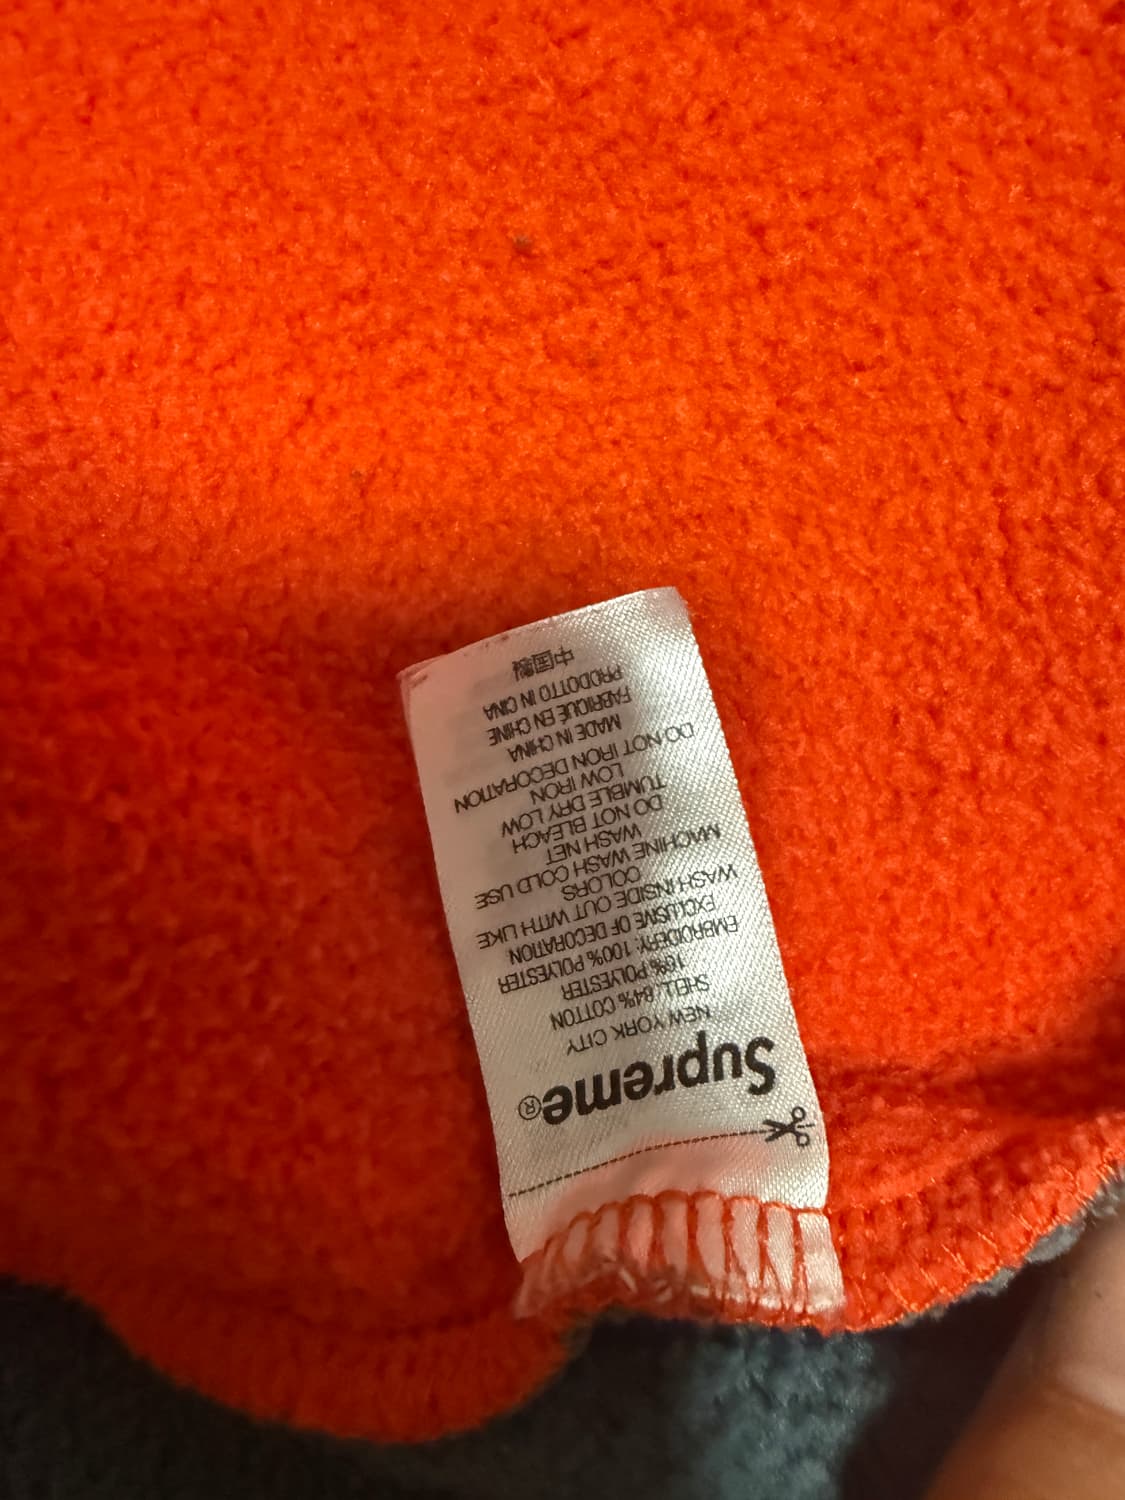 Supreme®
NEW YORK CITY
SHELL: 84% COTTON
16% POLYESTER
EMBROIDERY: 100% POLYESTER
EXCLUSIVE OF DECORATION
WASH INSIDE OUT WITH LIKE
COLORS
MACHINE WASH COLD USE
WASH NET
DO NOT BLEACH
TUMBLE DRY LOW
LOW IRON
DO NOT IRON DECORATION
MADE IN CHINA
FABRIQUÉ EN CHINE
PRODOTTO IN CINA
中国製